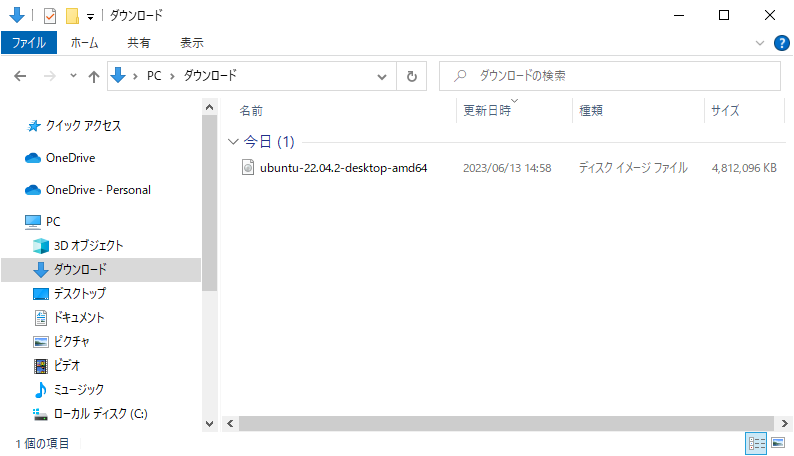 ダウンロード
ファイル ホーム 共有 表示
PC ダウンロード ダウンロードの検索
クイック アクセス
OneDrive
OneDrive - Personal
PC
3D オブジェクト
ダウンロード
デスクトップ
ドキュメント
ピクチャ
ビデオ
ミュージック
ローカル ディスク (C:)
名前 更新日時 種類 サイズ
今日 (1)
ubuntu-22.04.2-desktop-amd64 2023/06/13 14:58 ディスク イメージ ファイル 4,812,096 KB
1 個の項目